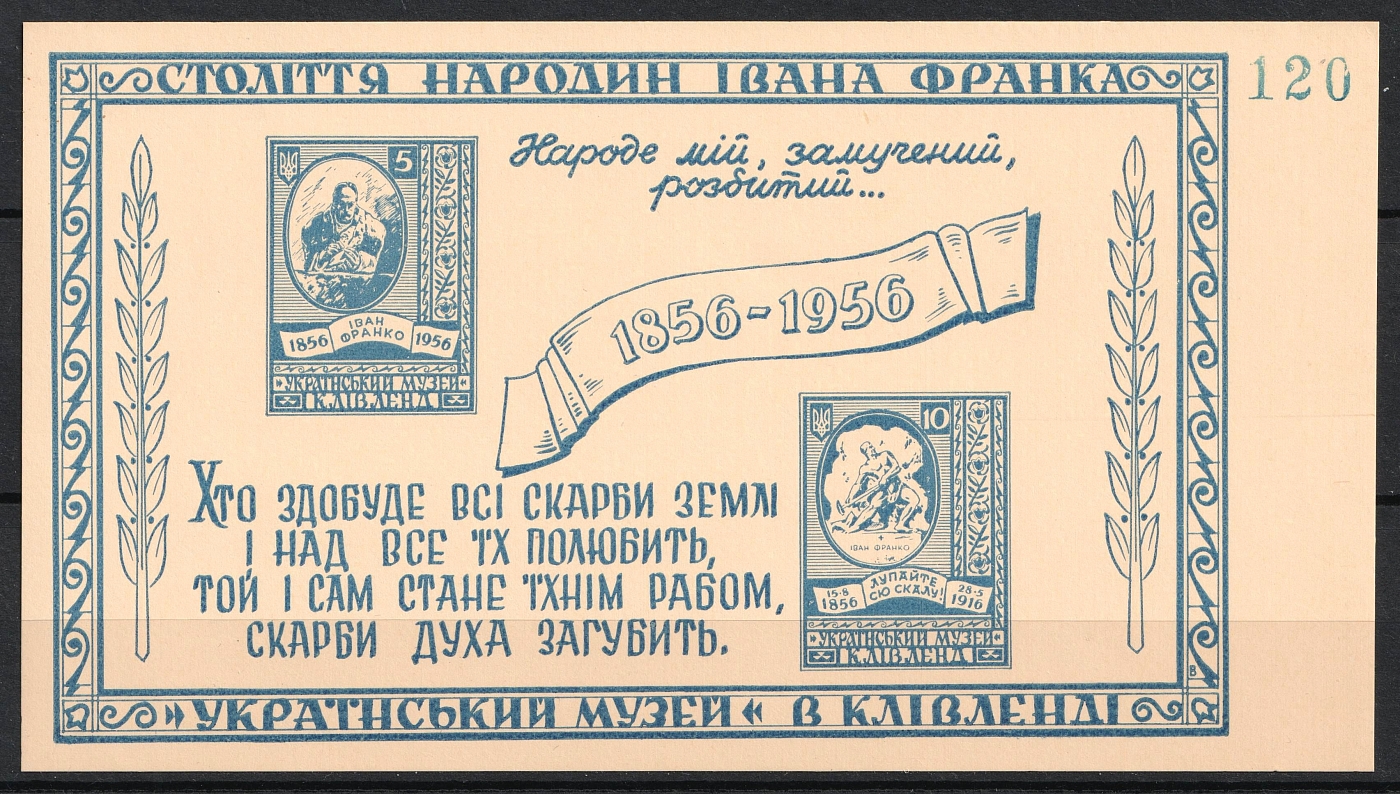 СТОЛІТТЯ НАРОДИН ІВАНА ФРАНКА
120
5
ІВАН
ФРАНКО
1856 1956
"УКРАЇНСЬКИЙ МУЗЕЙ"
КЛІВЛЕНД
Народе мій, замучений,
розбитий...
1856-1956
Хто здобуде всі скарби землі
і над все їх полюбить,
той і сам стане їхнім рабом,
скарби духа загубить.
10
ІВАН ФРАНКО
ЛУПАЙТЕ
СЮ СКАЛУ!
15·8
1856
28·5
1916
"УКРАЇНСЬКИЙ МУЗЕЙ"
КЛІВЛЕНД
В
»УКРАЇНСЬКИЙ МУЗЕЙ« В КЛІВЛЕНДІ